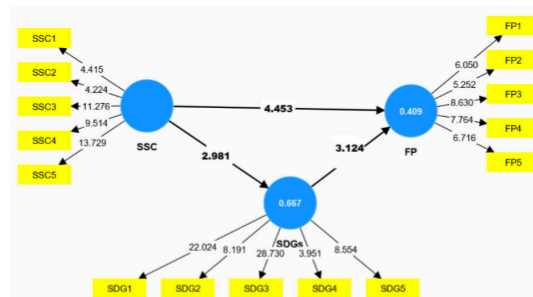 SSC1
SSC2
SSC3
SSC4
SSC5
4.415
4.224
11.276
9.514
13.729
SSC
4.453
2.981
3.124
0.409
FP
6.050
5.252
8.630
7.764
6.716
FP1
FP2
FP3
FP4
FP5
0.667
SDGs
22.024
8.191
28.730
3.951
8.554
SDG1
SDG2
SDG3
SDG4
SDG5